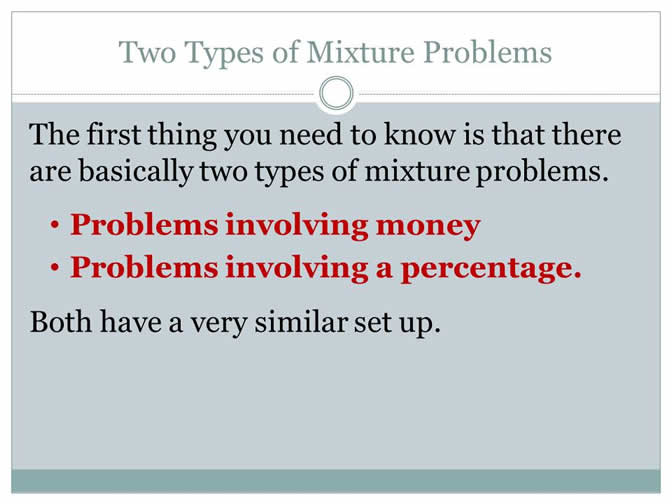 Two Types of Mixture Problems
The first thing you need to know is that there
are basically two types of mixture problems.
• Problems involving money
• Problems involving a percentage.
Both have a very similar set up.